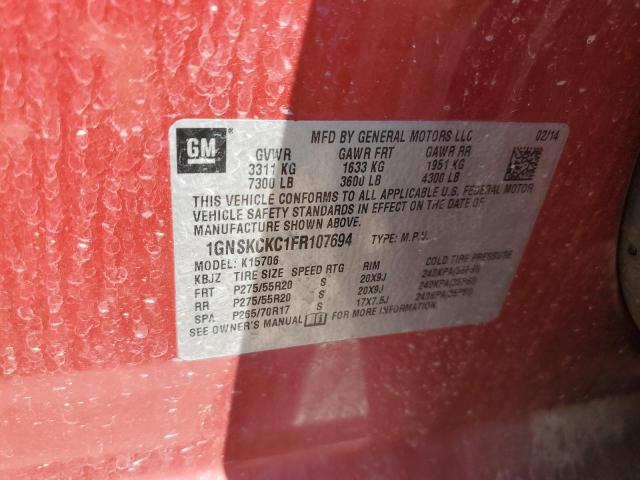 GM
MFD BY GENERAL MOTORS LLC 02/14
GVWR GAWR FRT GAWR RR
3311 KG 1633 KG 1951 KG
7300 LB 3600 LB 4300 LB
THIS VEHICLE CONFORMS TO ALL APPLICABLE U.S. FEDERAL MOTOR
VEHICLE SAFETY STANDARDS IN EFFECT ON THE DATE OF
MANUFACTURE SHOWN ABOVE.
1GNSKCKC1FR107694 TYPE: M.P.V.
MODEL: K15706
KBJZ TIRE SIZE SPEED RTG RIM COLD TIRE PRESSURE
FRT P275/55R20 S 20X9J
RR P275/55R20 S 20X9J
SPA P265/70R17 S 17X7.5J
SEE OWNER'S MANUAL FOR MORE INFORMATION.